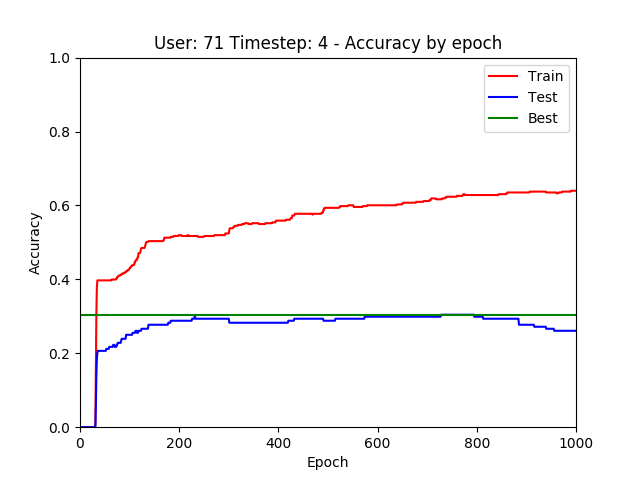 User: 71 Timestep: 4 - Accuracy by epoch
1.0
0.8
0.6
0.4
0.2
0.0
Accuracy
Train
Test
Best
0 200 400 600 800 1000
Epoch